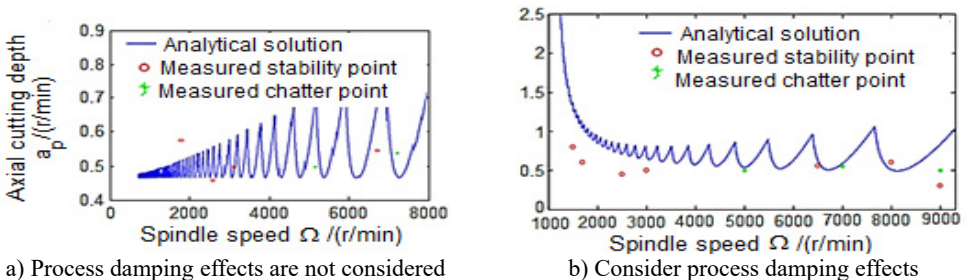 0.9
0.8
0.7
0.6
0.5
0.4
Axial cutting depth
a_p/(r/min)
Analytical solution
Measured stability point
Measured chatter point
0 2000 4000 6000 8000
Spindle speed Ω /(r/min)
a) Process damping effects are not considered
2.5
2
1.5
1
0.5
0
Analytical solution
Measured stability point
Measured chatter point
1000 2000 3000 4000 5000 6000 7000 8000 9000
Spindle speed Ω /(r/min)
b) Consider process damping effects